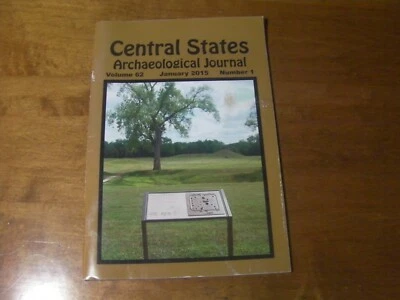 Central States
Archaeological Journal
Volume 62 January 2015 Number 1